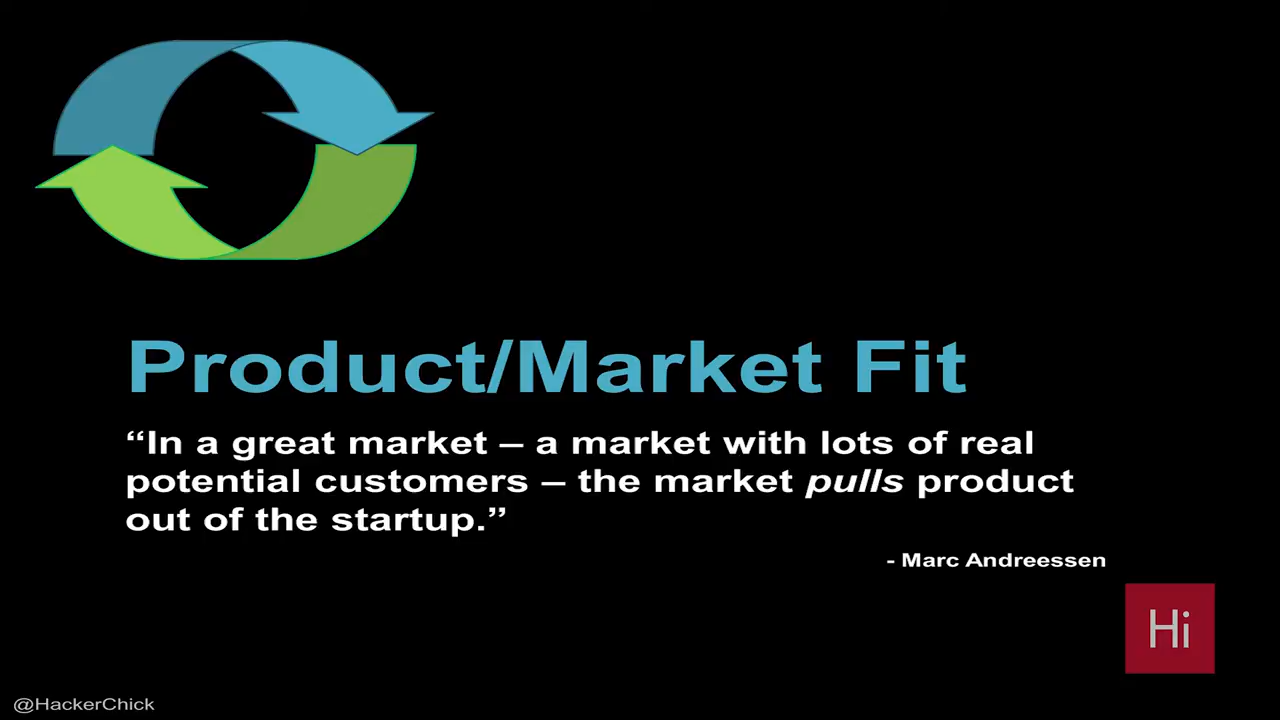 Product/Market Fit
“In a great market – a market with lots of real
potential customers – the market pulls product
out of the startup.”
- Marc Andreessen
Hi
@HackerChick